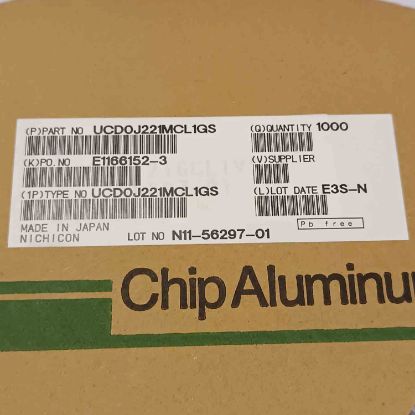 (P)PART NO UCD0J221MCL1GS (Q)QUANTITY 1000
(K)PO.NO E1166152-3 (V)SUPPLIER
(1P)TYPE NO UCD0J221MCL1GS (L)LOT DATE E3S-N
MADE IN JAPAN Pb free
NICHICON LOT NO N11-56297-01
Chip Aluminu